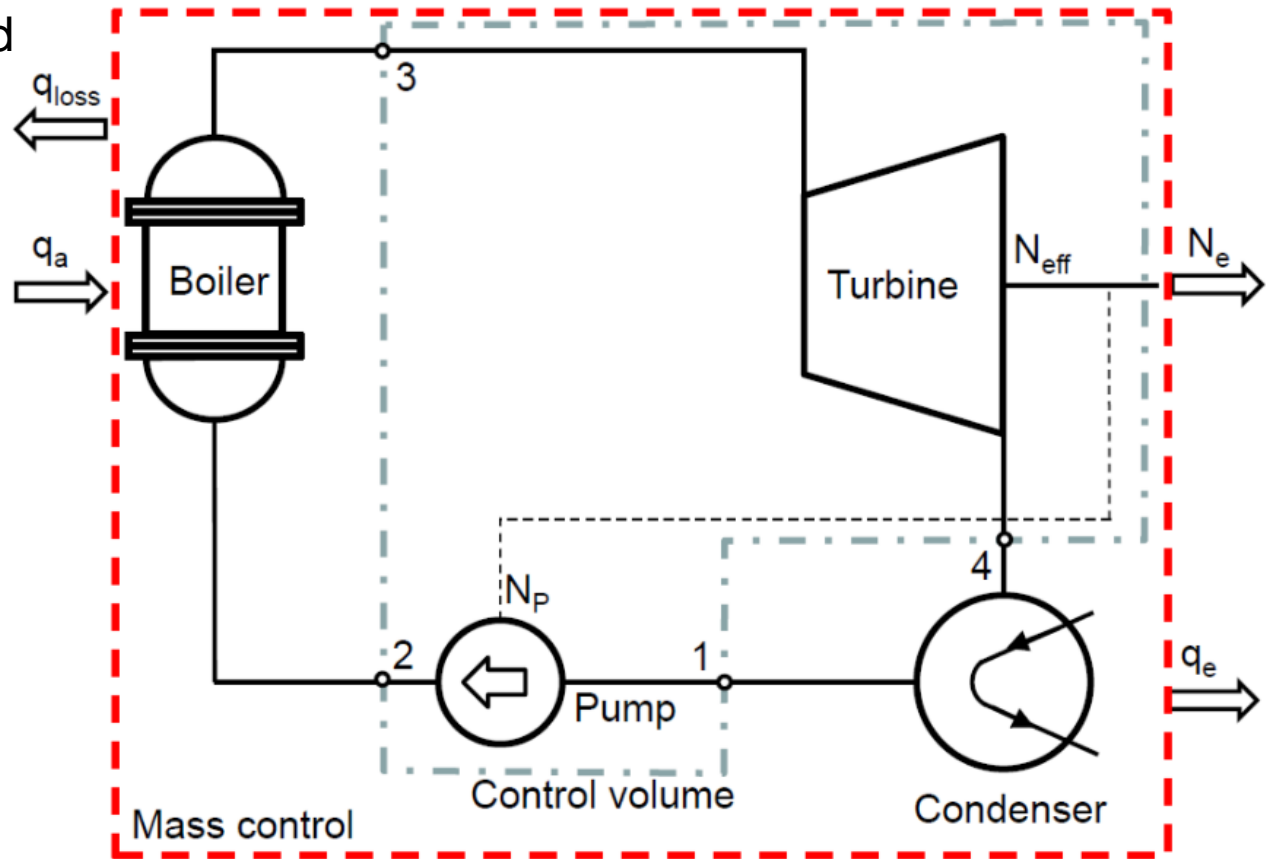 d
q_loss
3
q_a
Boiler
Turbine
N_eff
N_e
4
N_P
2
1
Pump
q_e
Control volume
Condenser
Mass control